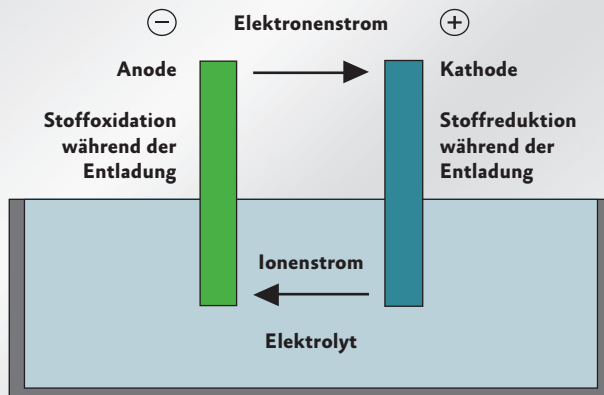 − Elektronenstrom +
Anode
Kathode
Stoffoxidation
während der
Entladung
Stoffreduktion
während der
Entladung
Ionenstrom
Elektrolyt